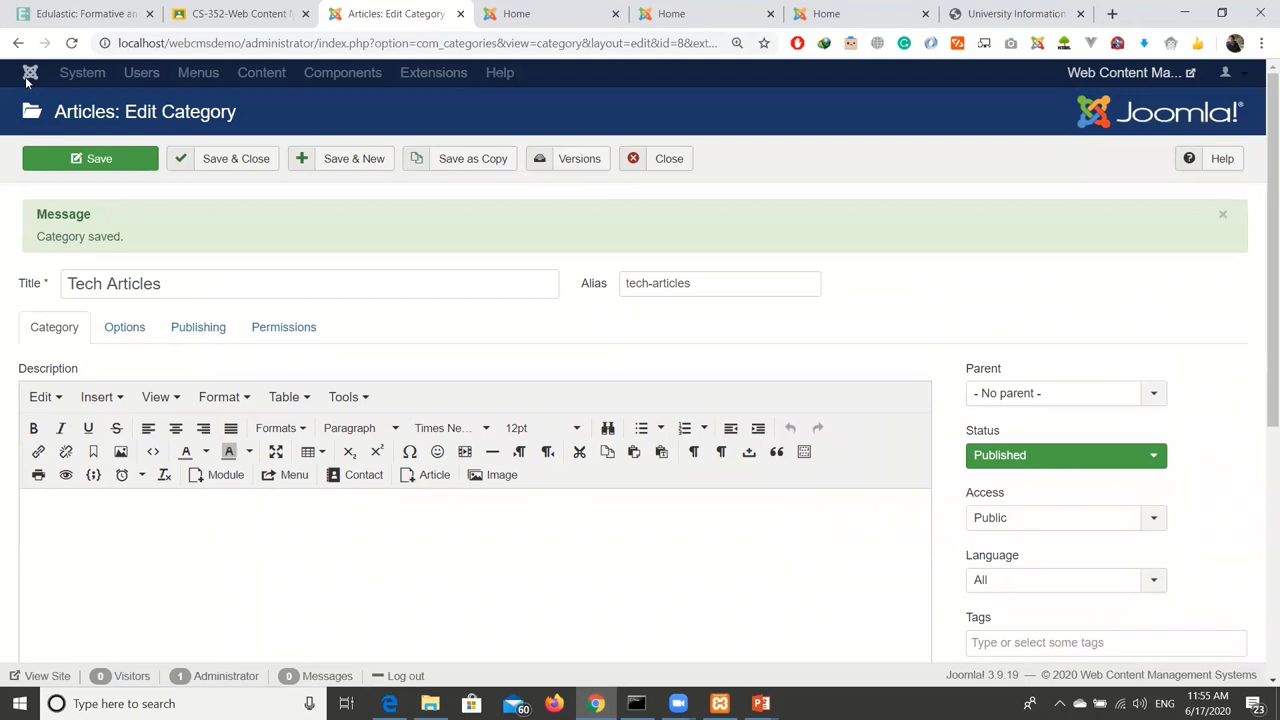 Edulastic: Formative an
CS-352-Web Content M
Articles: Edit Category
Home
Home
Home
University Information
localhost/webcmsdemo/administrator/index.php?option=com_categories&view=category&layout=edit&id=8&ext...
System Users Menus Content Components Extensions Help
Web Content Ma...
Articles: Edit Category
Joomla!®
Save
Save & Close
Save & New
Save as Copy
Versions
Close
Help
Message
Category saved.
Title * Tech Articles
Alias tech-articles
Category Options Publishing Permissions
Description
Edit Insert View Format Table Tools
B I U S Formats Paragraph Times Ne... 12pt
Module Menu Contact Article Image
Parent
- No parent -
Status
Published
Access
Public
Language
All
Tags
Type or select some tags
View Site 0 Visitors 1 Administrator 0 Messages Log out
Joomla! 3.9.19 — © 2020 Web Content Management Systems
Type here to search
60
ENG
11:55 AM
6/17/2020
23